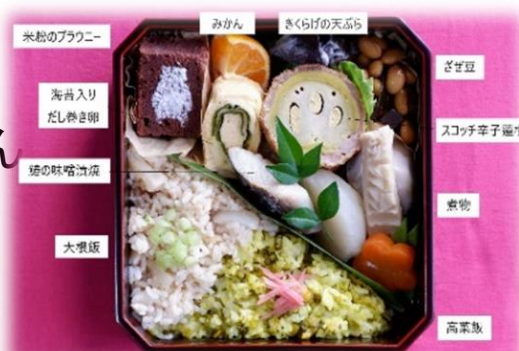 みかん
きくらげの天ぷら
米粉のブラウニー
ざぜ豆
海苔入り
だし巻き卵
ん
スコッチ辛子蓮
鰆の味噌漬焼
煮物
大根飯
高菜飯